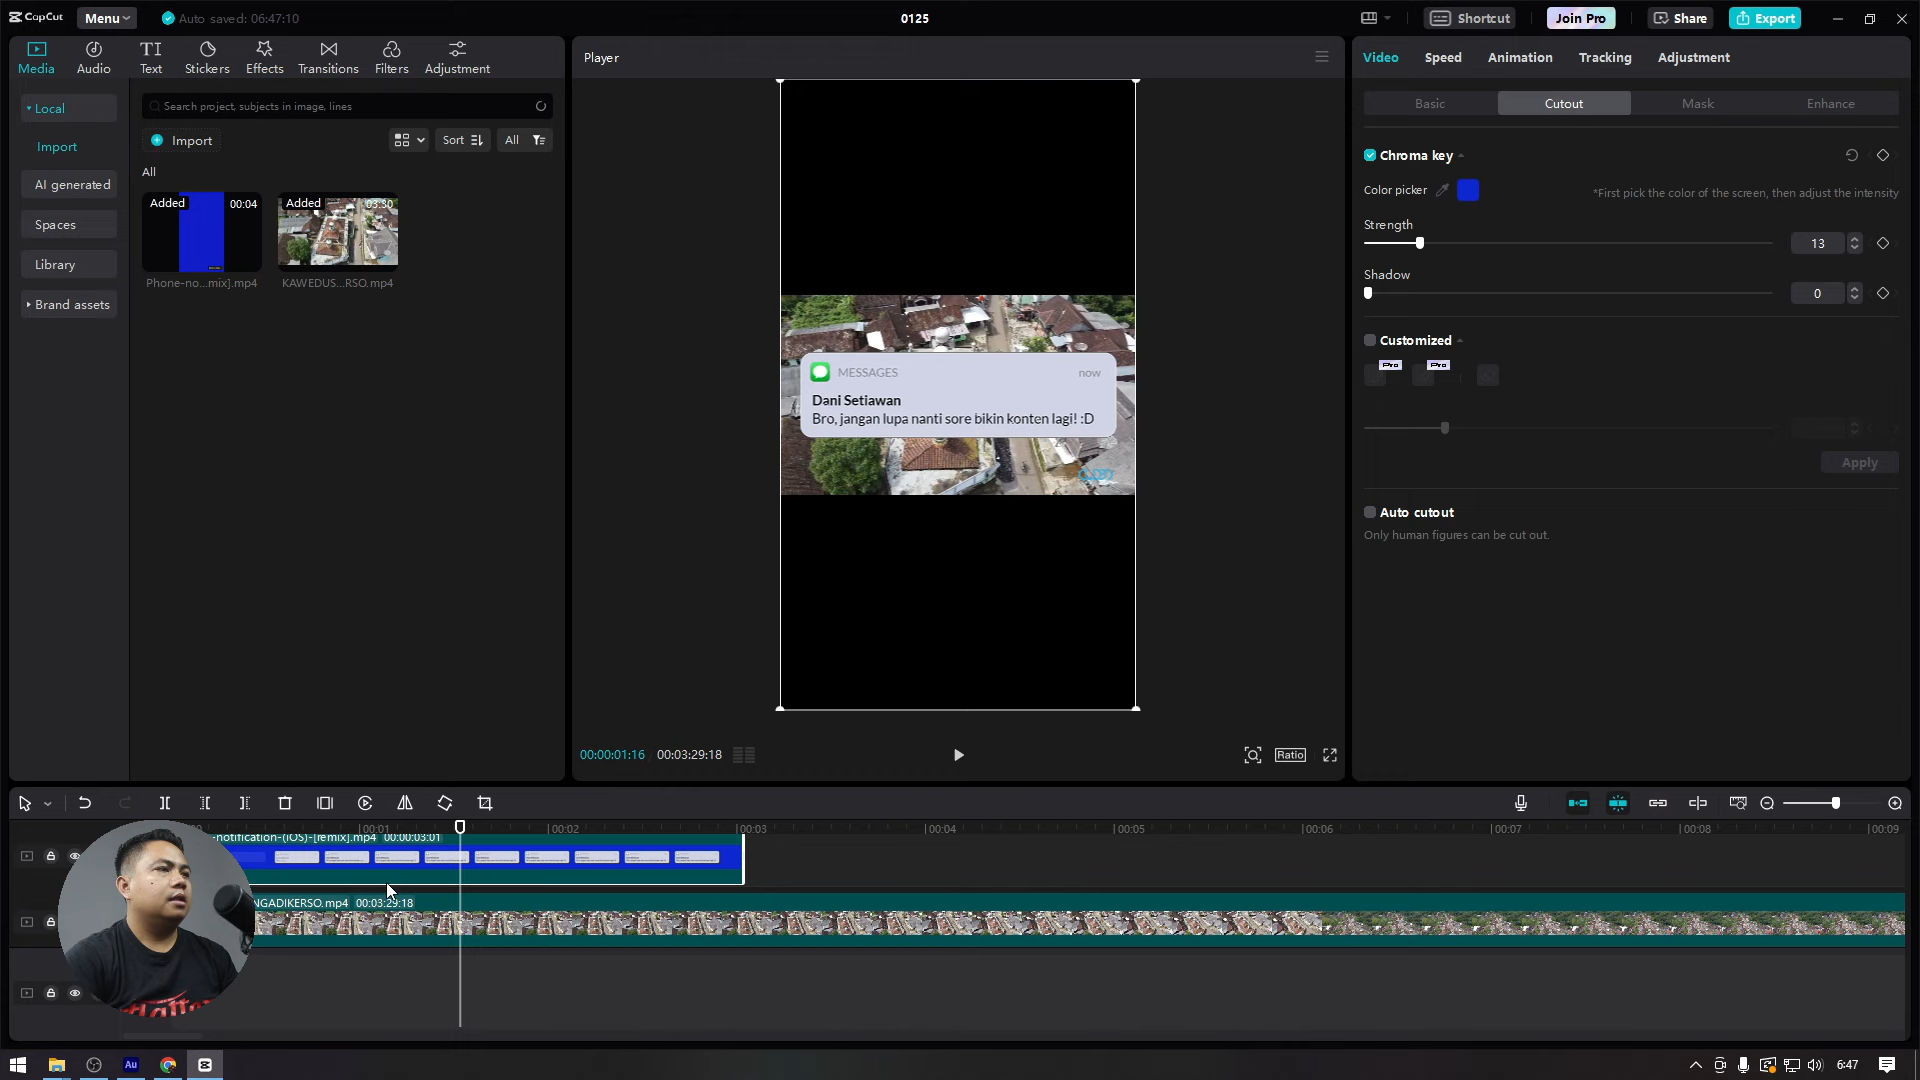 CapCut
Menu
Auto saved: 06:47:10
0125
Shortcut
Join Pro
Share
Export
Media
Audio
Text
Stickers
Effects
Transitions
Filters
Adjustment
Local
Import
AI generated
Spaces
Library
Brand assets
Search project, subjects in image, lines
Import
Sort
All
All
Added 00:04
Phone-no...mix].mp4
Added 03:30
KAWEDUS...RSO.mp4
Player
MESSAGES now
Dani Setiawan
Bro, jangan lupa nanti sore bikin konten lagi! :D
00:00:01:16 00:03:29:18
Ratio
Video
Speed
Animation
Tracking
Adjustment
Basic
Cutout
Mask
Enhance
Chroma key
Color picker
*First pick the color of the screen, then adjust the intensity
Strength
13
Shadow
0
Customized
Pro
Pro
Apply
Auto cutout
Only human figures can be cut out.
00:01 00:02 00:03 00:04 00:05 00:06 00:07 00:08 00:09
-notification-(iOS)-[remix].mp4 00:00:03:01
NGADIKERSO.mp4 00:03:29:18
Au
6:47